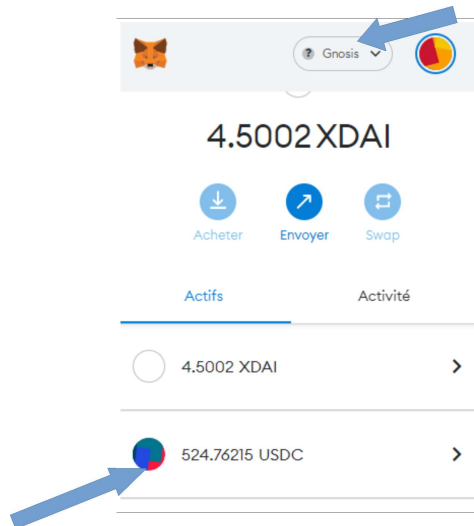 ? Gnosis
4.5002 XDAI
Acheter Envoyer Swap
Actifs Activité
4.5002 XDAI
524.76215 USDC